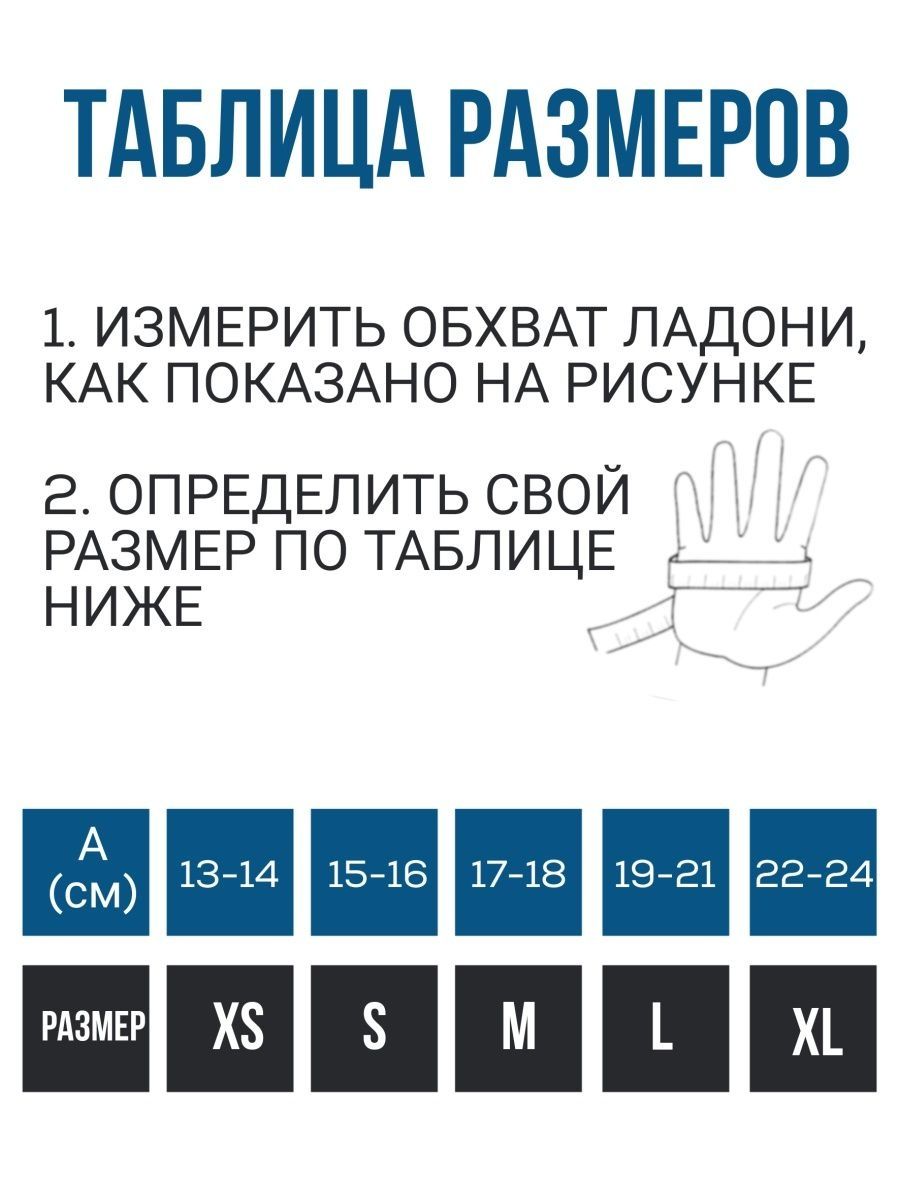 ТАБЛИЦА РАЗМЕРОВ
1. ИЗМЕРИТЬ ОБХВАТ ЛАДОНИ,
КАК ПОКАЗАНО НА РИСУНКЕ
2. ОПРЕДЕЛИТЬ СВОЙ
РАЗМЕР ПО ТАБЛИЦЕ
НИЖЕ
А
(см) 13-14 15-16 17-18 19-21 22-24
РАЗМЕР XS S M L XL